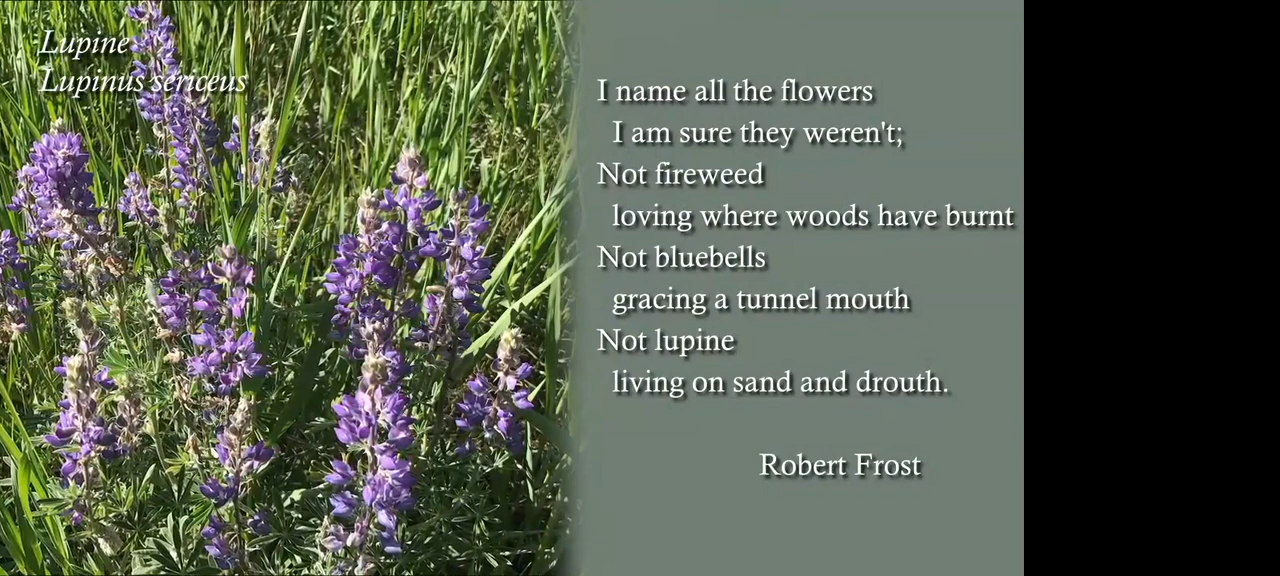 Lupine
Lupinus sericeus
I name all the flowers
I am sure they weren't;
Not fireweed
loving where woods have burnt
Not bluebells
gracing a tunnel mouth
Not lupine
living on sand and drouth.
Robert Frost